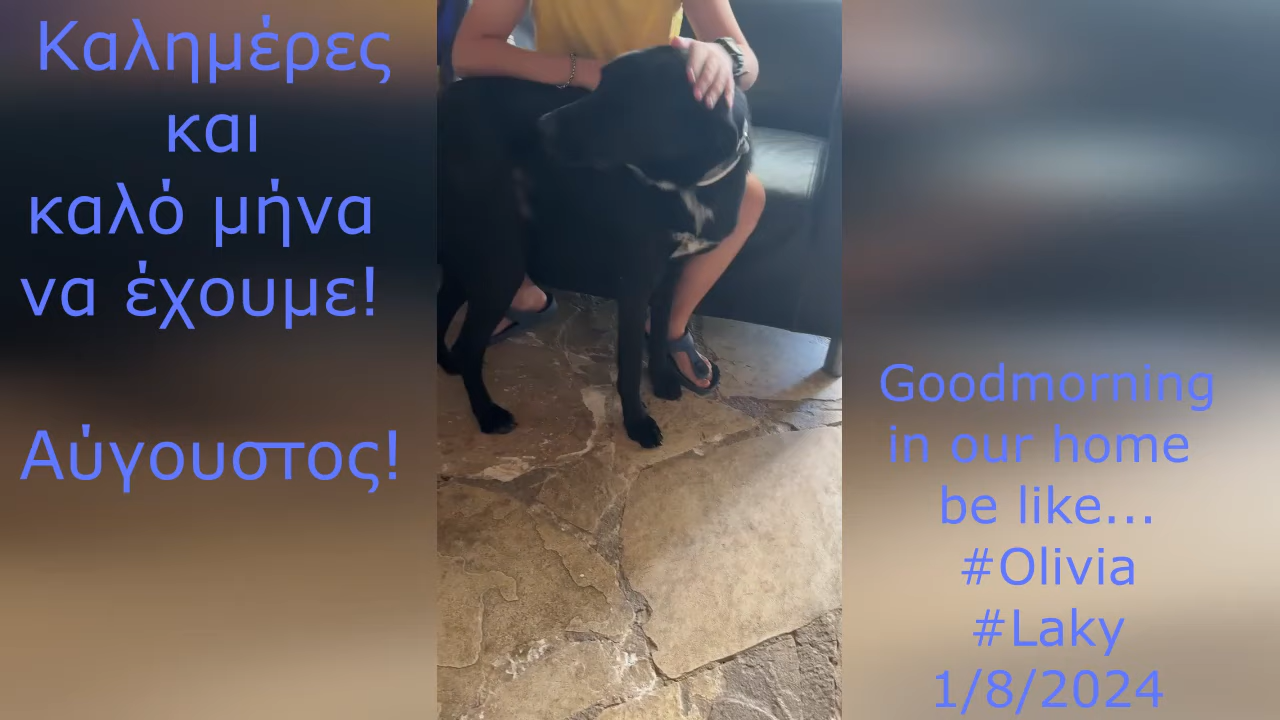 Καλημέρες
και
καλό μήνα
να έχουμε!
Αύγουστος!
Goodmorning
in our home
be like...
#Olivia
#Laky
1/8/2024